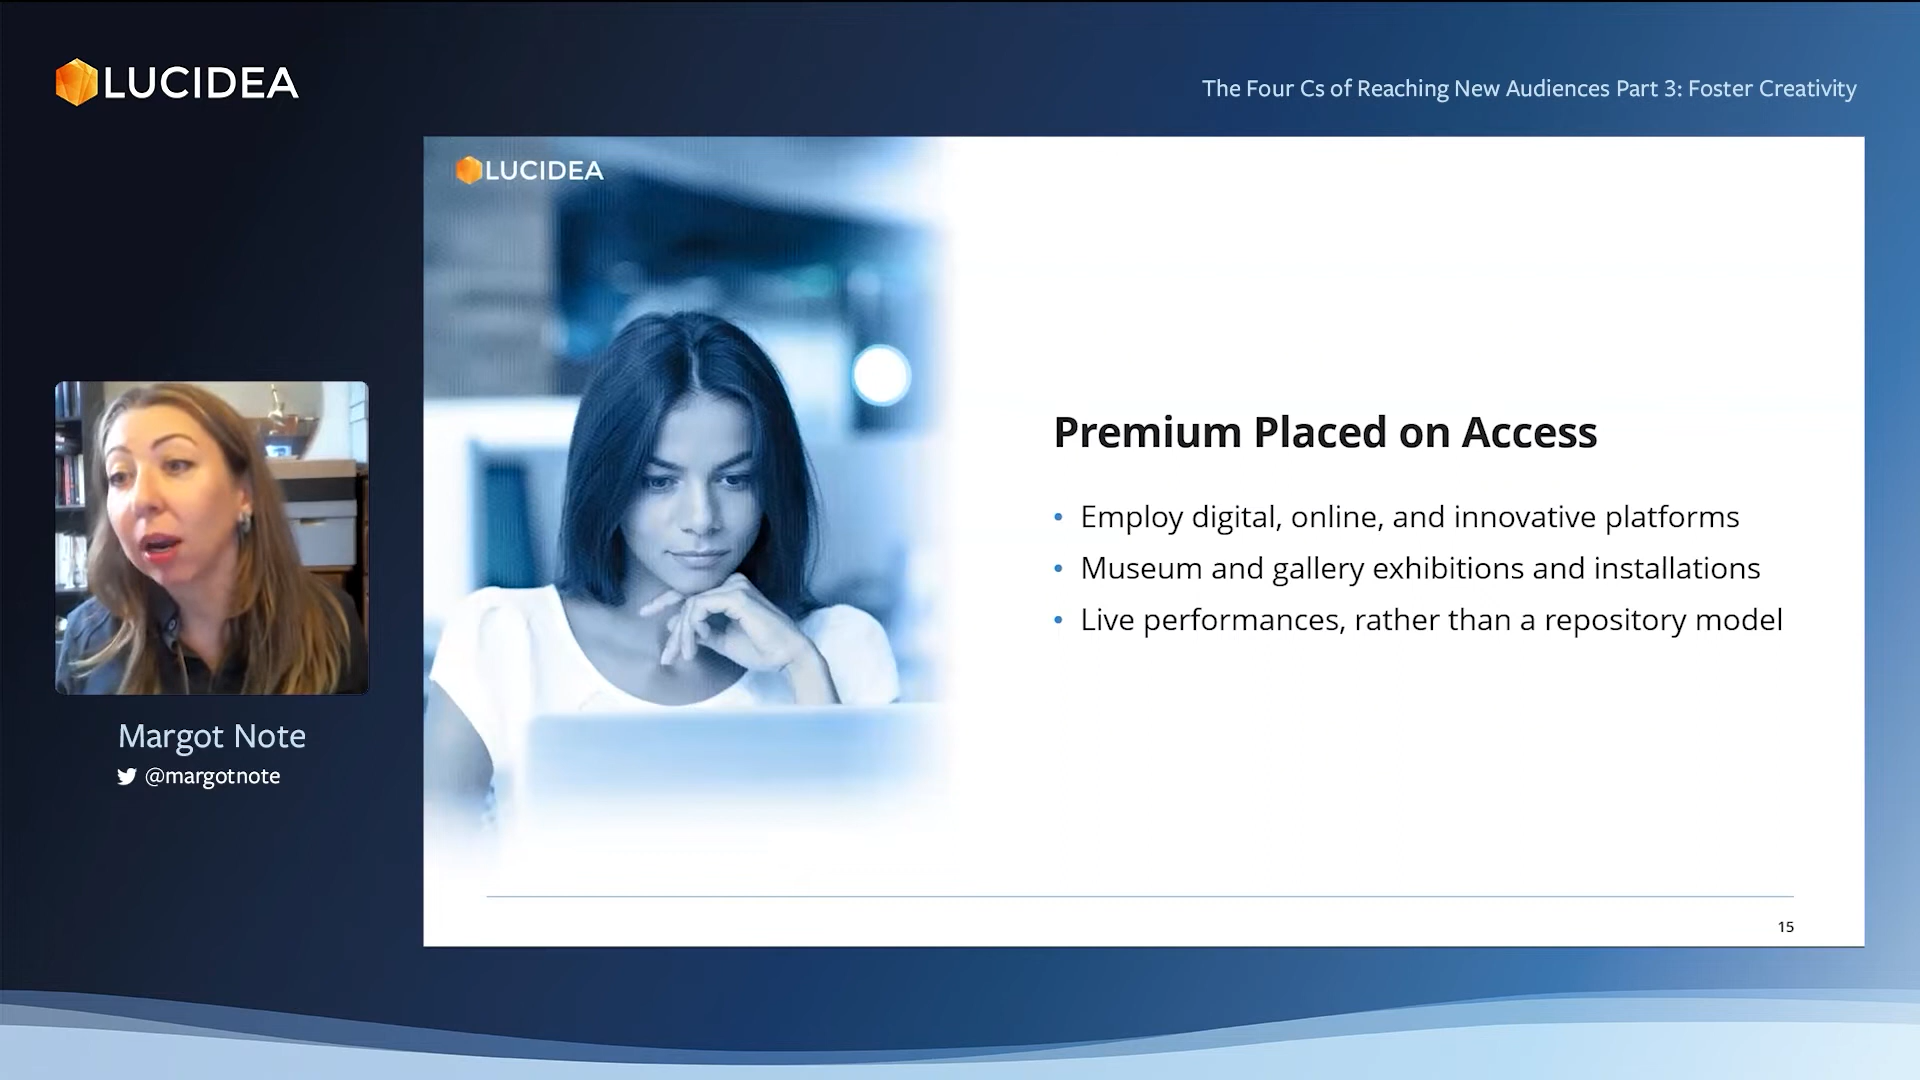 LUCIDEA
The Four Cs of Reaching New Audiences Part 3: Foster Creativity
LUCIDEA
Premium Placed on Access
• Employ digital, online, and innovative platforms
• Museum and gallery exhibitions and installations
• Live performances, rather than a repository model
Margot Note
@margotnote
15